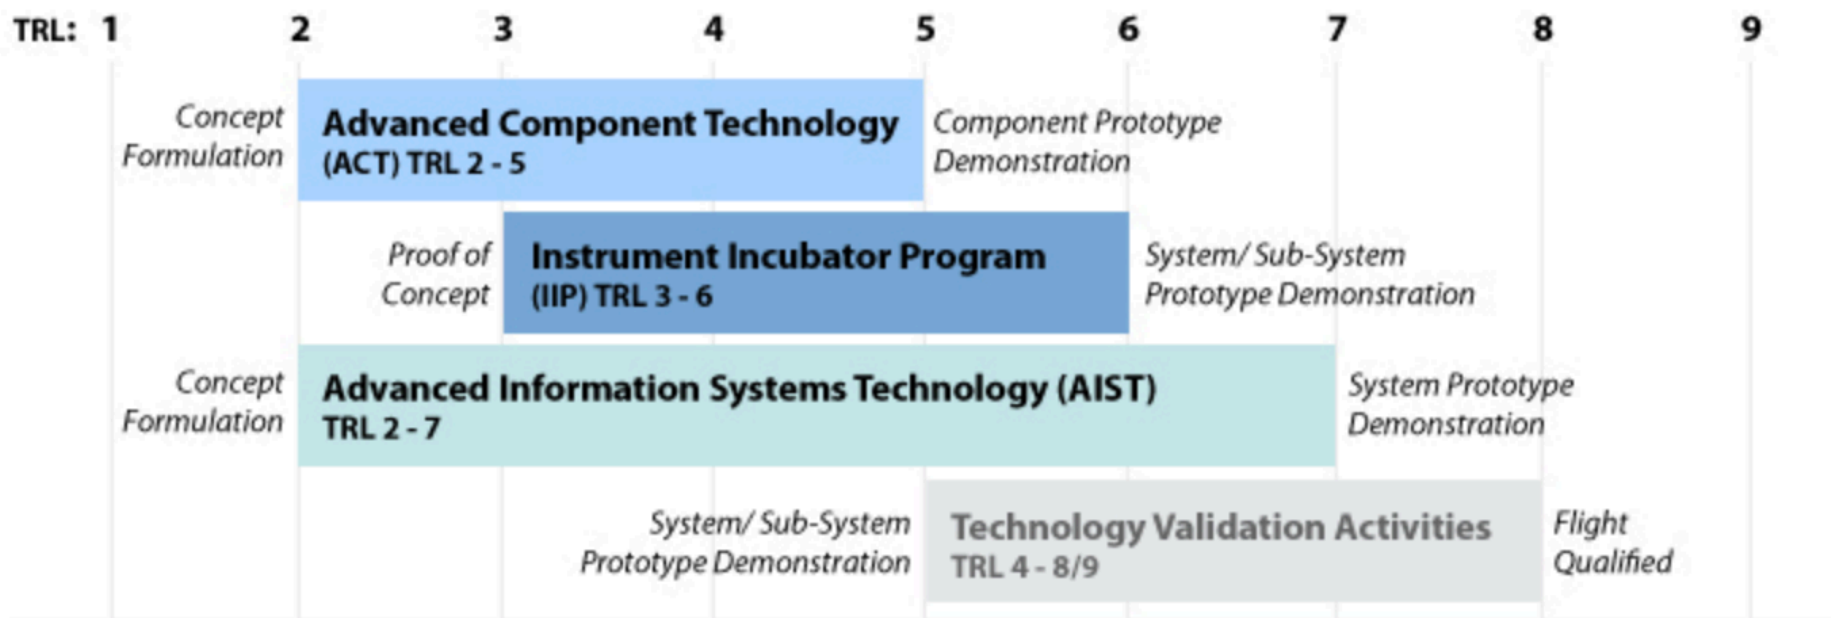 TRL: 1 2 3 4 5 6 7 8 9
Concept
Formulation
Advanced Component Technology
(ACT) TRL 2 - 5
Component Prototype
Demonstration
Proof of
Concept
Instrument Incubator Program
(IIP) TRL 3 - 6
System/ Sub-System
Prototype Demonstration
Concept
Formulation
Advanced Information Systems Technology (AIST)
TRL 2 - 7
System Prototype
Demonstration
System/ Sub-System
Prototype Demonstration
Technology Validation Activities
TRL 4 - 8/9
Flight
Qualified